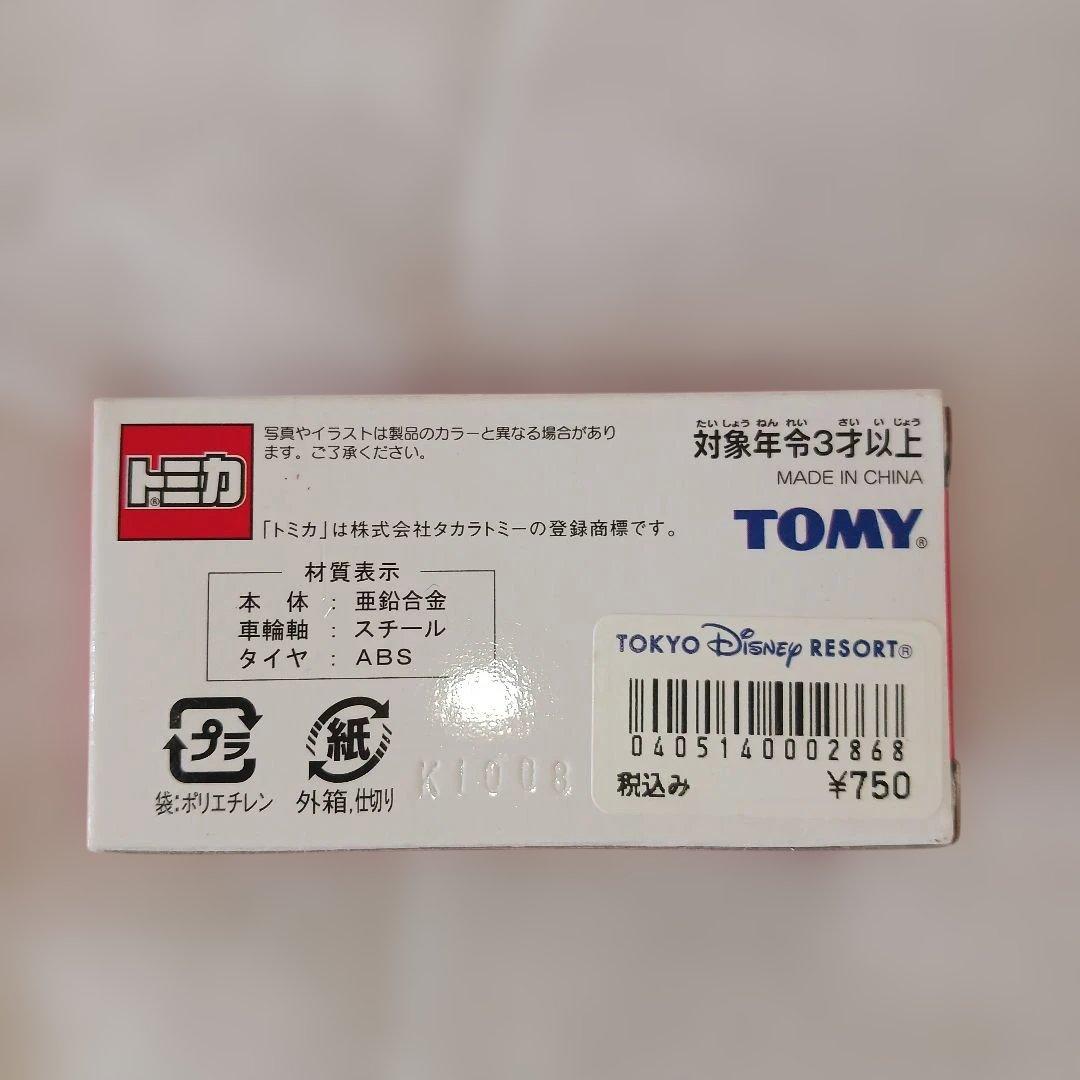 トミカ®
写真やイラストは製品のカラーと異なる場合があり
ます。ご了承ください。
「トミカ」は株式会社タカラトミーの登録商標です。
たいしょうねんれい さいいじょう
対象年令3才以上
MADE IN CHINA
TOMY®
材質表示
本 体 : 亜鉛合金
車輪軸 : スチール
タイヤ : ABS
プラ
袋:ポリエチレン
紙
外箱,仕切り
K1008
TOKYO Disney RESORT®
0405140002868
税込み ¥750